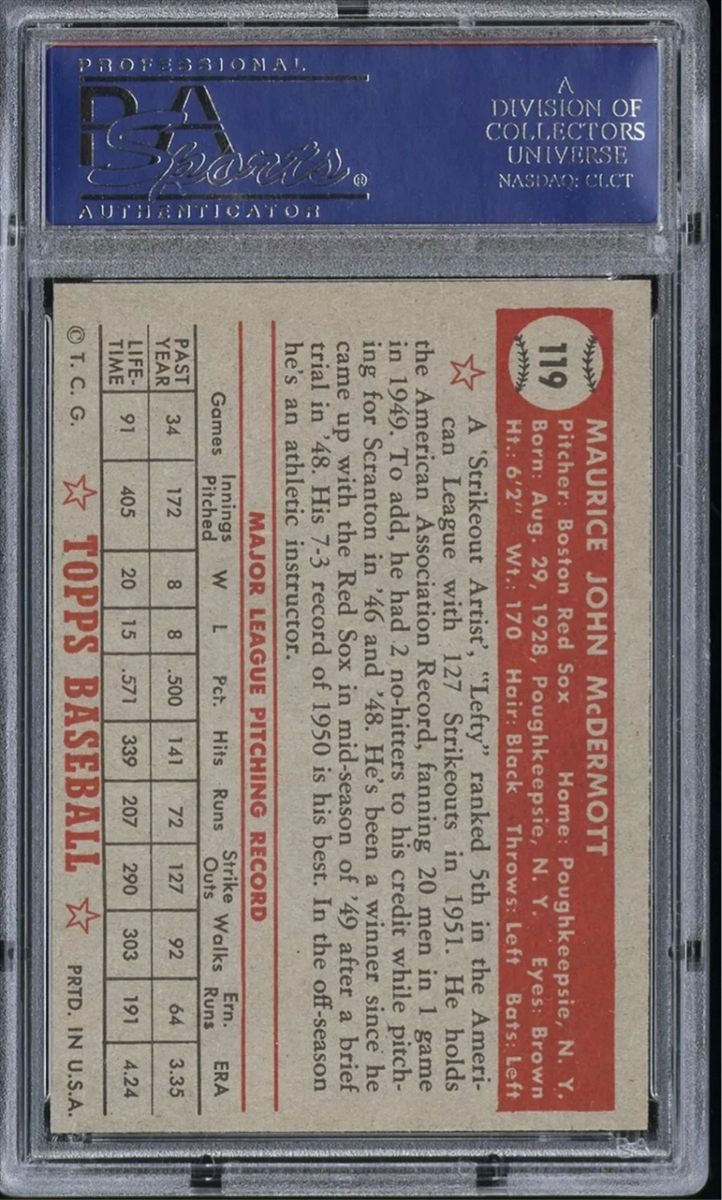 PROFESSIONAL
PSA
Sports®
AUTHENTICATOR
A
DIVISION OF
COLLECTORS
UNIVERSE
NASDAQ: CLCT
119
MAURICE JOHN McDERMOTT
Pitcher: Boston Red Sox Home: Poughkeepsie, N. Y.
Born: Aug. 29, 1928, Poughkeepsie, N. Y. Eyes: Brown
Ht.: 6'2" Wt.: 170 Hair: Black Throws: Left Bats: Left
A 'Strikeout Artist', "Lefty" ranked 5th in the Ameri-
can League with 127 Strikeouts in 1951. He holds
the American Association Record, fanning 20 men in 1 game
in 1949. To add, he had 2 no-hitters to his credit while pitch-
ing for Scranton in '46 and '48. He's been a winner since he
came up with the Red Sox in mid-season of '49 after a brief
trial in '48. His 7-3 record of 1950 is his best. In the off-season
he's an athletic instructor.
MAJOR LEAGUE PITCHING RECORD
Games Innings Pitched W L Pct. Hits Runs Strike Outs Walks Ern. Runs ERA
PAST YEAR 34 172 8 8 .500 141 72 127 92 64 3.35
LIFE-TIME 91 405 20 15 .571 339 207 290 303 191 4.24
© T. C. G. TOPPS BASEBALL PRTD. IN U.S.A.
PSA